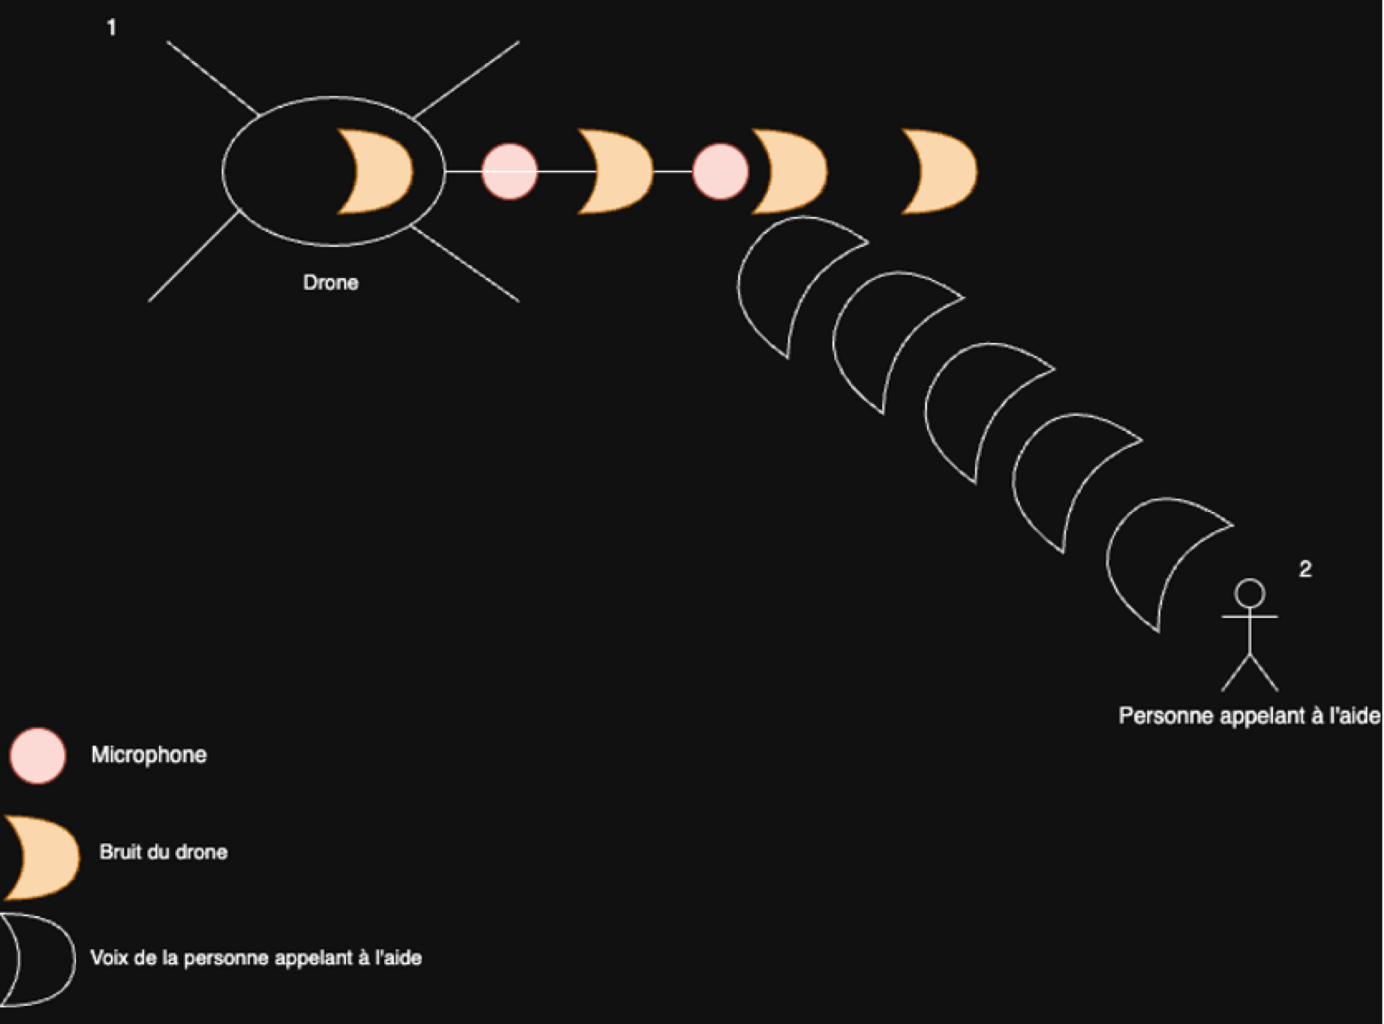 1
Drone
2
Personne appelant à l'aide
Microphone
Bruit du drone
Voix de la personne appelant à l'aide